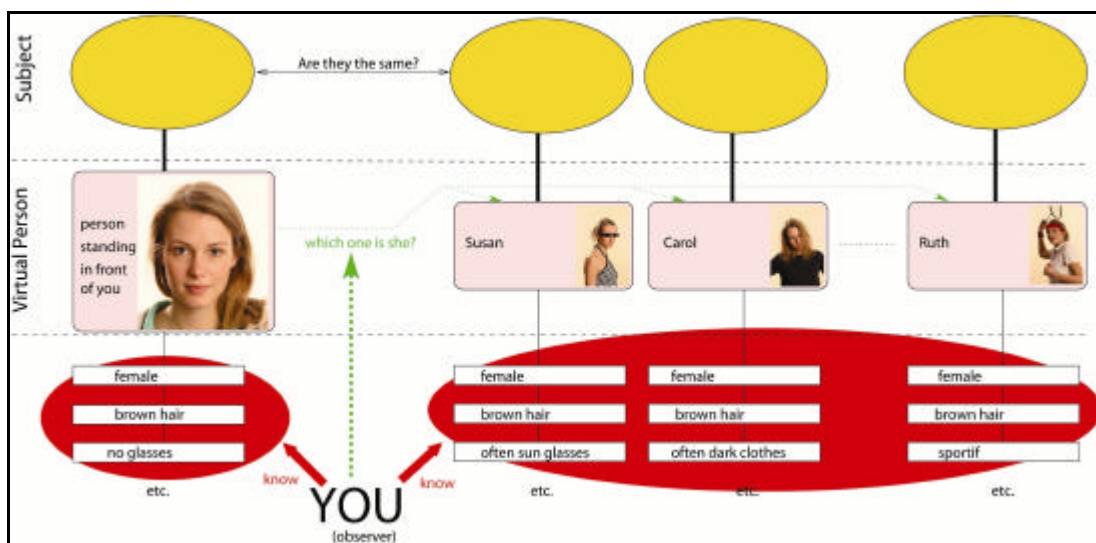 Subject
Are they the same?
Virtual Person
person
standing
in front
of you
which one is she?
Susan
Carol
Ruth
female
brown hair
no glasses
etc.
know
YOU
(observer)
know
female
brown hair
often sun glasses
etc.
female
brown hair
often dark clothes
etc.
female
brown hair
sportif
etc.